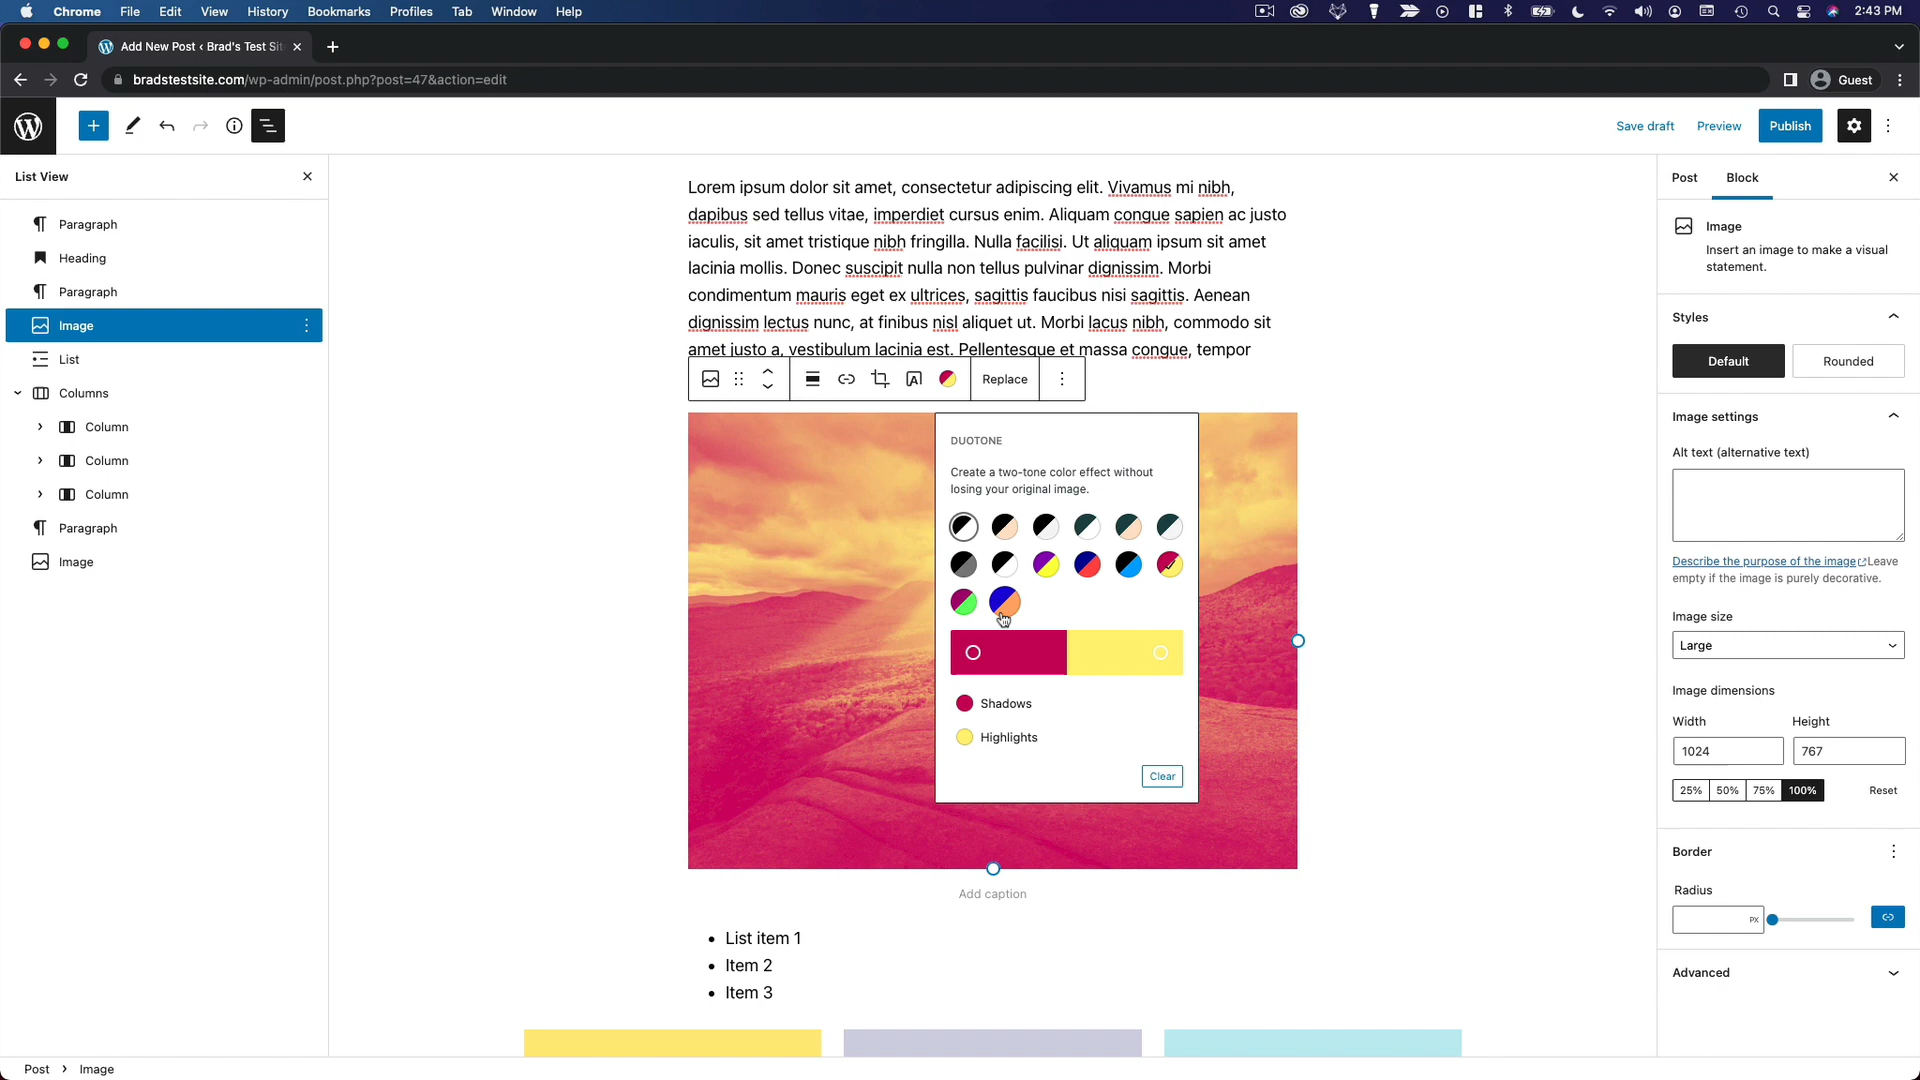 Chrome File Edit View History Bookmarks Profiles Tab Window Help 2:43 PM
Add New Post ‹ Brad's Test Sit
bradstestsite.com/wp-admin/post.php?post=47&action=edit
Guest
Save draft Preview Publish
List View
Paragraph
Heading
Paragraph
Image
List
Columns
Column
Column
Column
Paragraph
Image
Lorem ipsum dolor sit amet, consectetur adipiscing elit. Vivamus mi nibh,
dapibus sed tellus vitae, imperdiet cursus enim. Aliquam congue sapien ac justo
iaculis, sit amet tristique nibh fringilla. Nulla facilisi. Ut aliquam ipsum sit amet
lacinia mollis. Donec suscipit nulla non tellus pulvinar dignissim. Morbi
condimentum mauris eget ex ultrices, sagittis faucibus nisi sagittis. Aenean
dignissim lectus nunc, at finibus nisl aliquet ut. Morbi lacus nibh, commodo sit
amet justo a, vestibulum lacinia est. Pellentesque et massa congue, tempor
Replace
DUOTONE
Create a two-tone color effect without
losing your original image.
Shadows
Highlights
Clear
Add caption
List item 1
Item 2
Item 3
Post Block
Image
Insert an image to make a visual
statement.
Styles
Default Rounded
Image settings
Alt text (alternative text)
Describe the purpose of the image Leave
empty if the image is purely decorative.
Image size
Large
Image dimensions
Width Height
1024 767
25% 50% 75% 100% Reset
Border
Radius
PX
Advanced
Post › Image